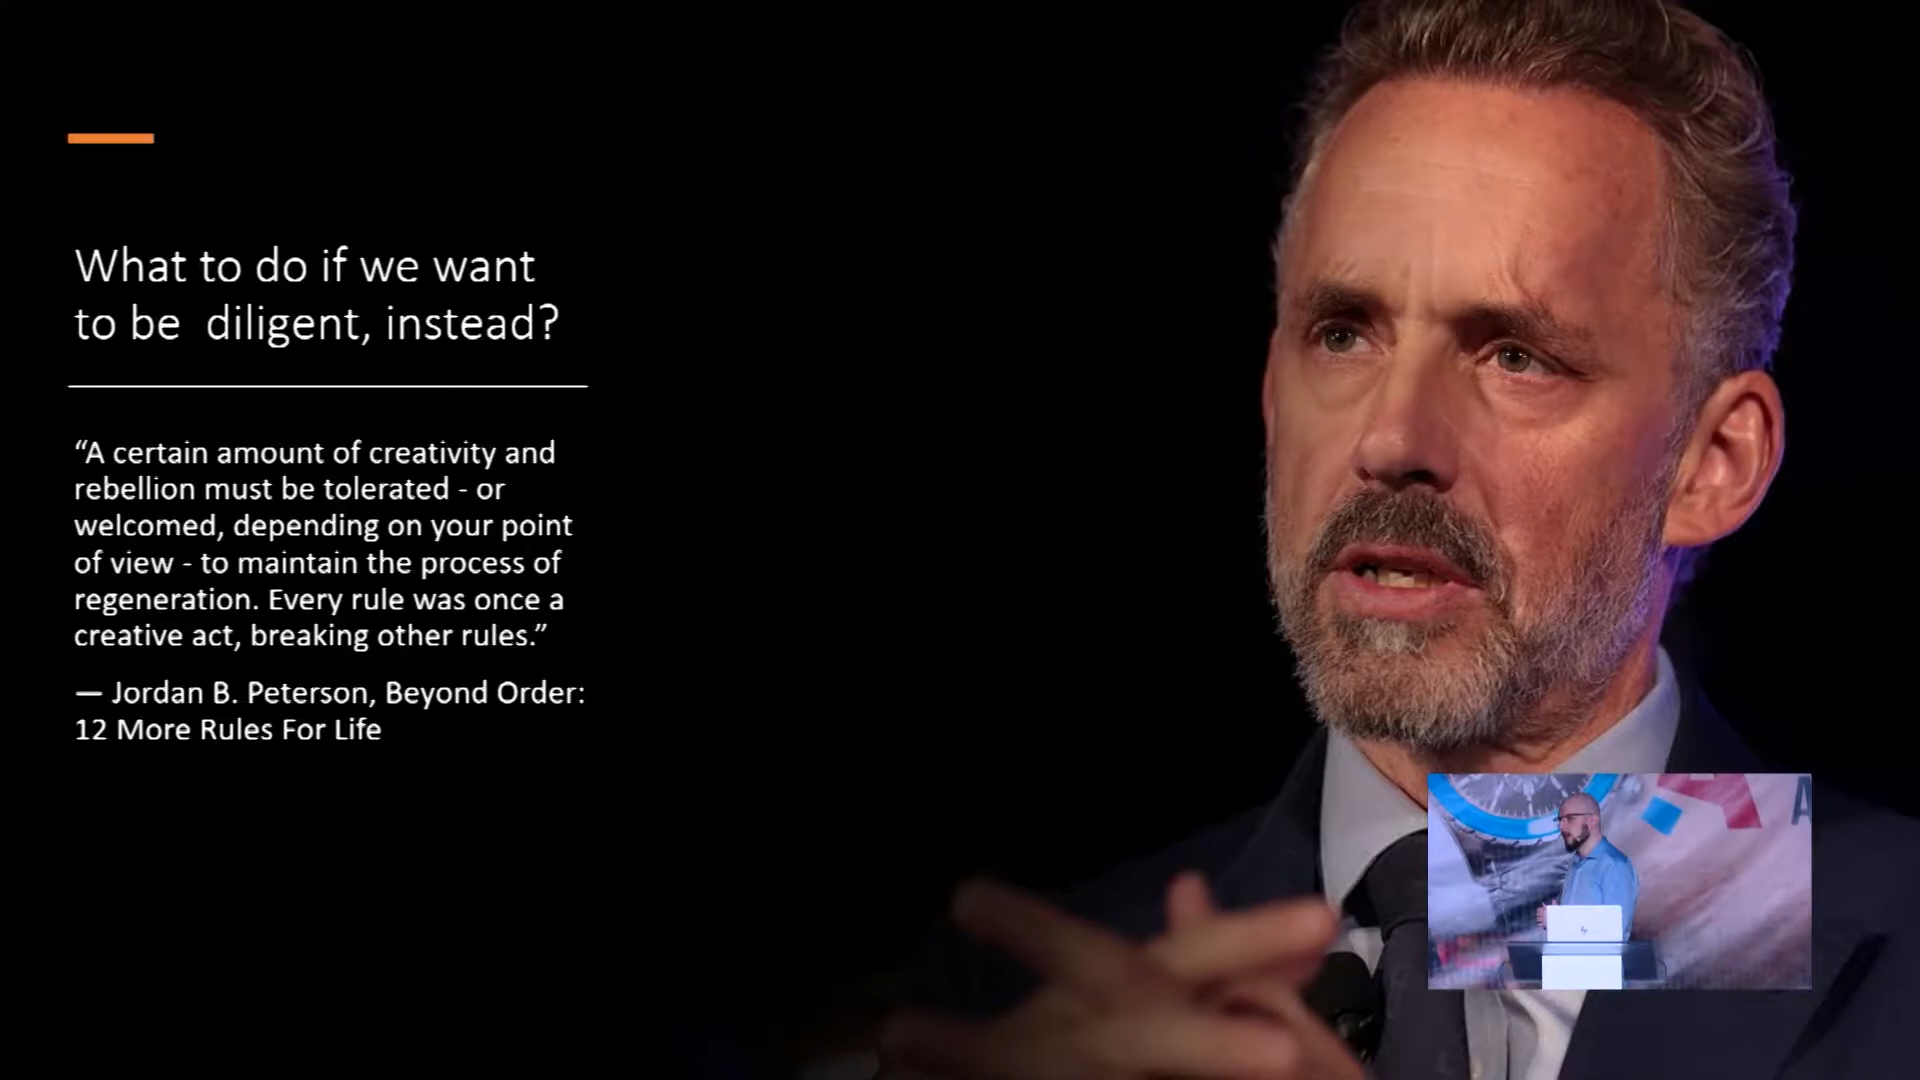 What to do if we want
to be  diligent, instead?
“A certain amount of creativity and
rebellion must be tolerated - or
welcomed, depending on your point
of view - to maintain the process of
regeneration. Every rule was once a
creative act, breaking other rules.”
— Jordan B. Peterson, Beyond Order:
12 More Rules For Life
hp